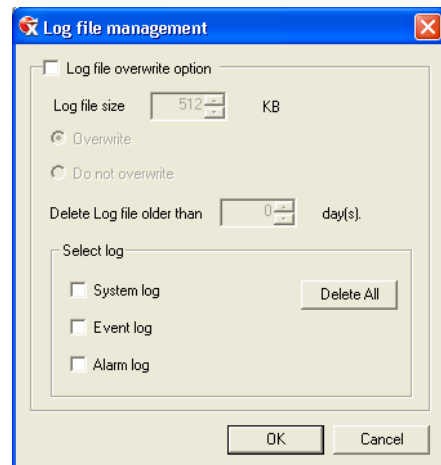 Log file management
Log file overwrite option
Log file size 512 KB
Overwrite
Do not overwrite
Delete Log file older than 0 day(s).
Select log
System log
Delete All
Event log
Alarm log
OK Cancel